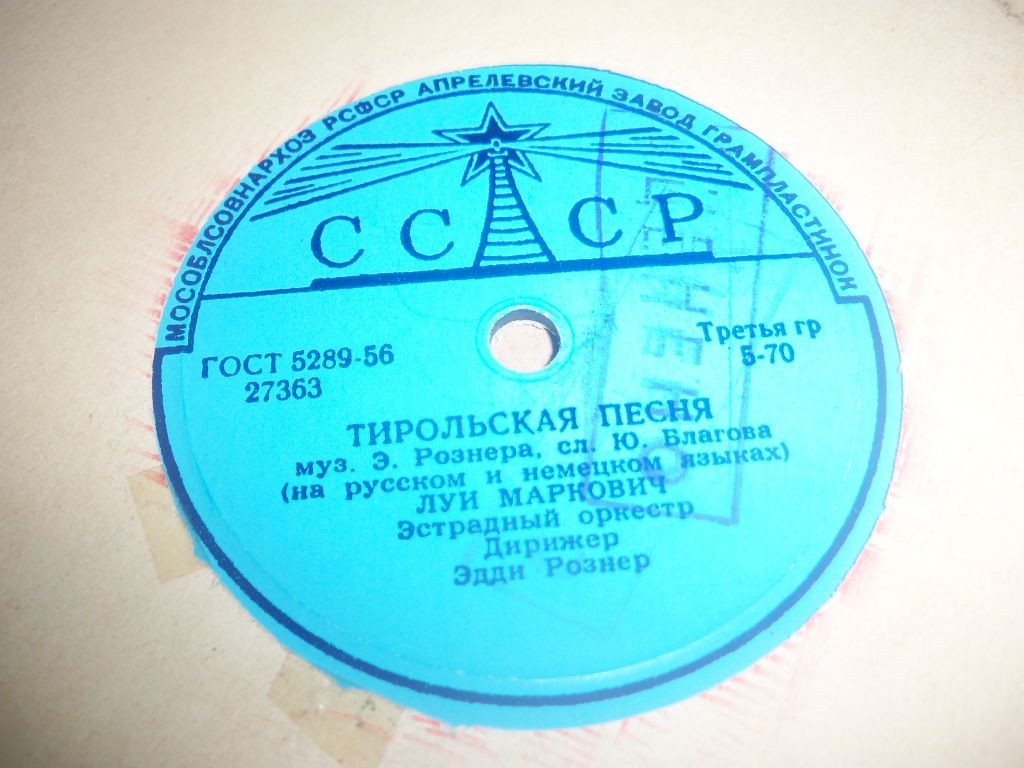 МОСОБЛСОВНАРХОЗ РСФСР АПРЕЛЕВСКИЙ ЗАВОД ГРАМПЛАСТИНОК
СССР
ГОСТ 5289-56
27363
Третья гр
5-70
ТИРОЛЬСКАЯ ПЕСНЯ
муз. Э. Рознера, сл. Ю. Благова
(на русском и немецком языках)
ЛУИ МАРКОВИЧ
Эстрадный оркестр
Дирижер
Эдди Рознер